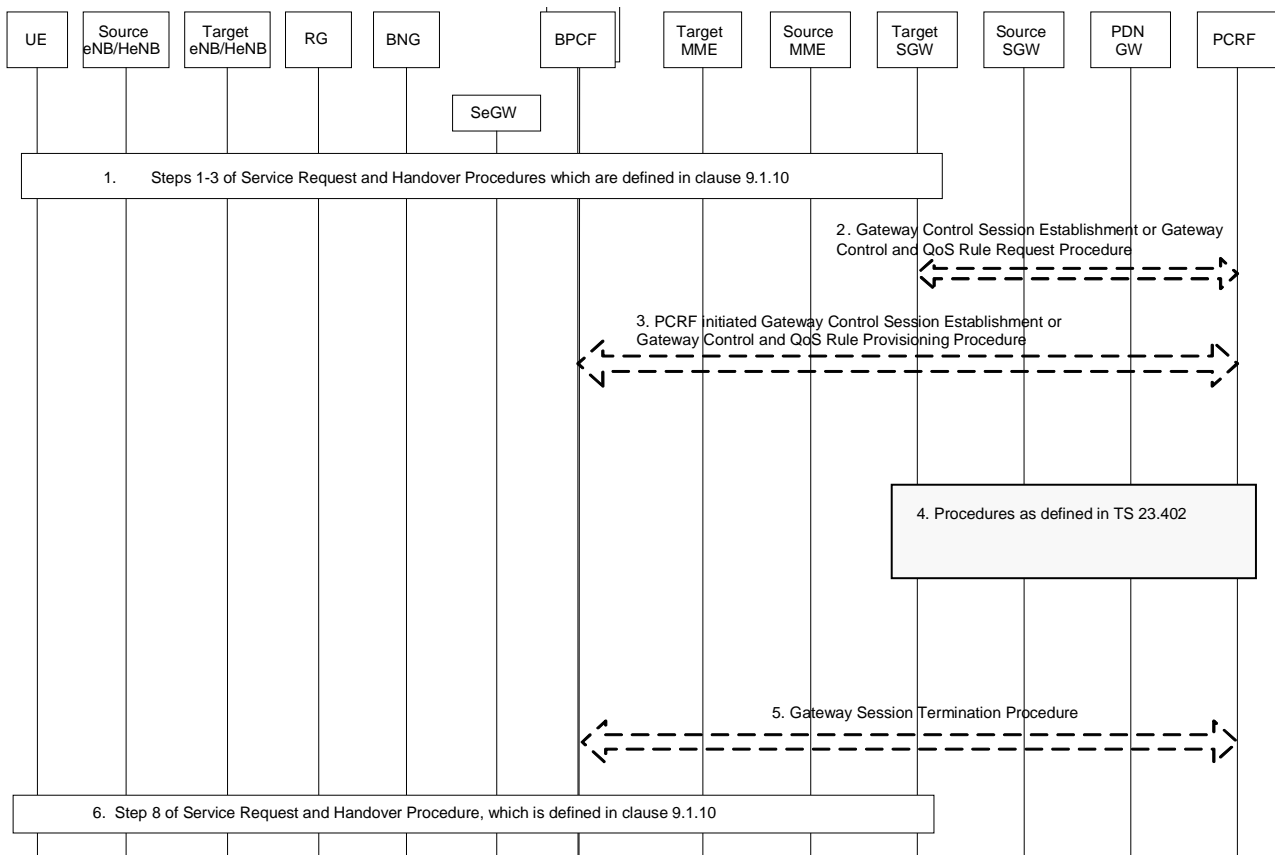 UE
Source
eNB/HeNB
Target
eNB/HeNB
RG
BNG
BPCF
Target
MME
Source
MME
Target
SGW
Source
SGW
PDN
GW
PCRF
SeGW
1. Steps 1-3 of Service Request and Handover Procedures which are defined in clause 9.1.10
2. Gateway Control Session Establishment or Gateway
Control and QoS Rule Request Procedure
3. PCRF initiated Gateway Control Session Establishment or
Gateway Control and QoS Rule Provisioning Procedure
4. Procedures as defined in TS 23.402
5. Gateway Session Termination Procedure
6. Step 8 of Service Request and Handover Procedure, which is defined in clause 9.1.10